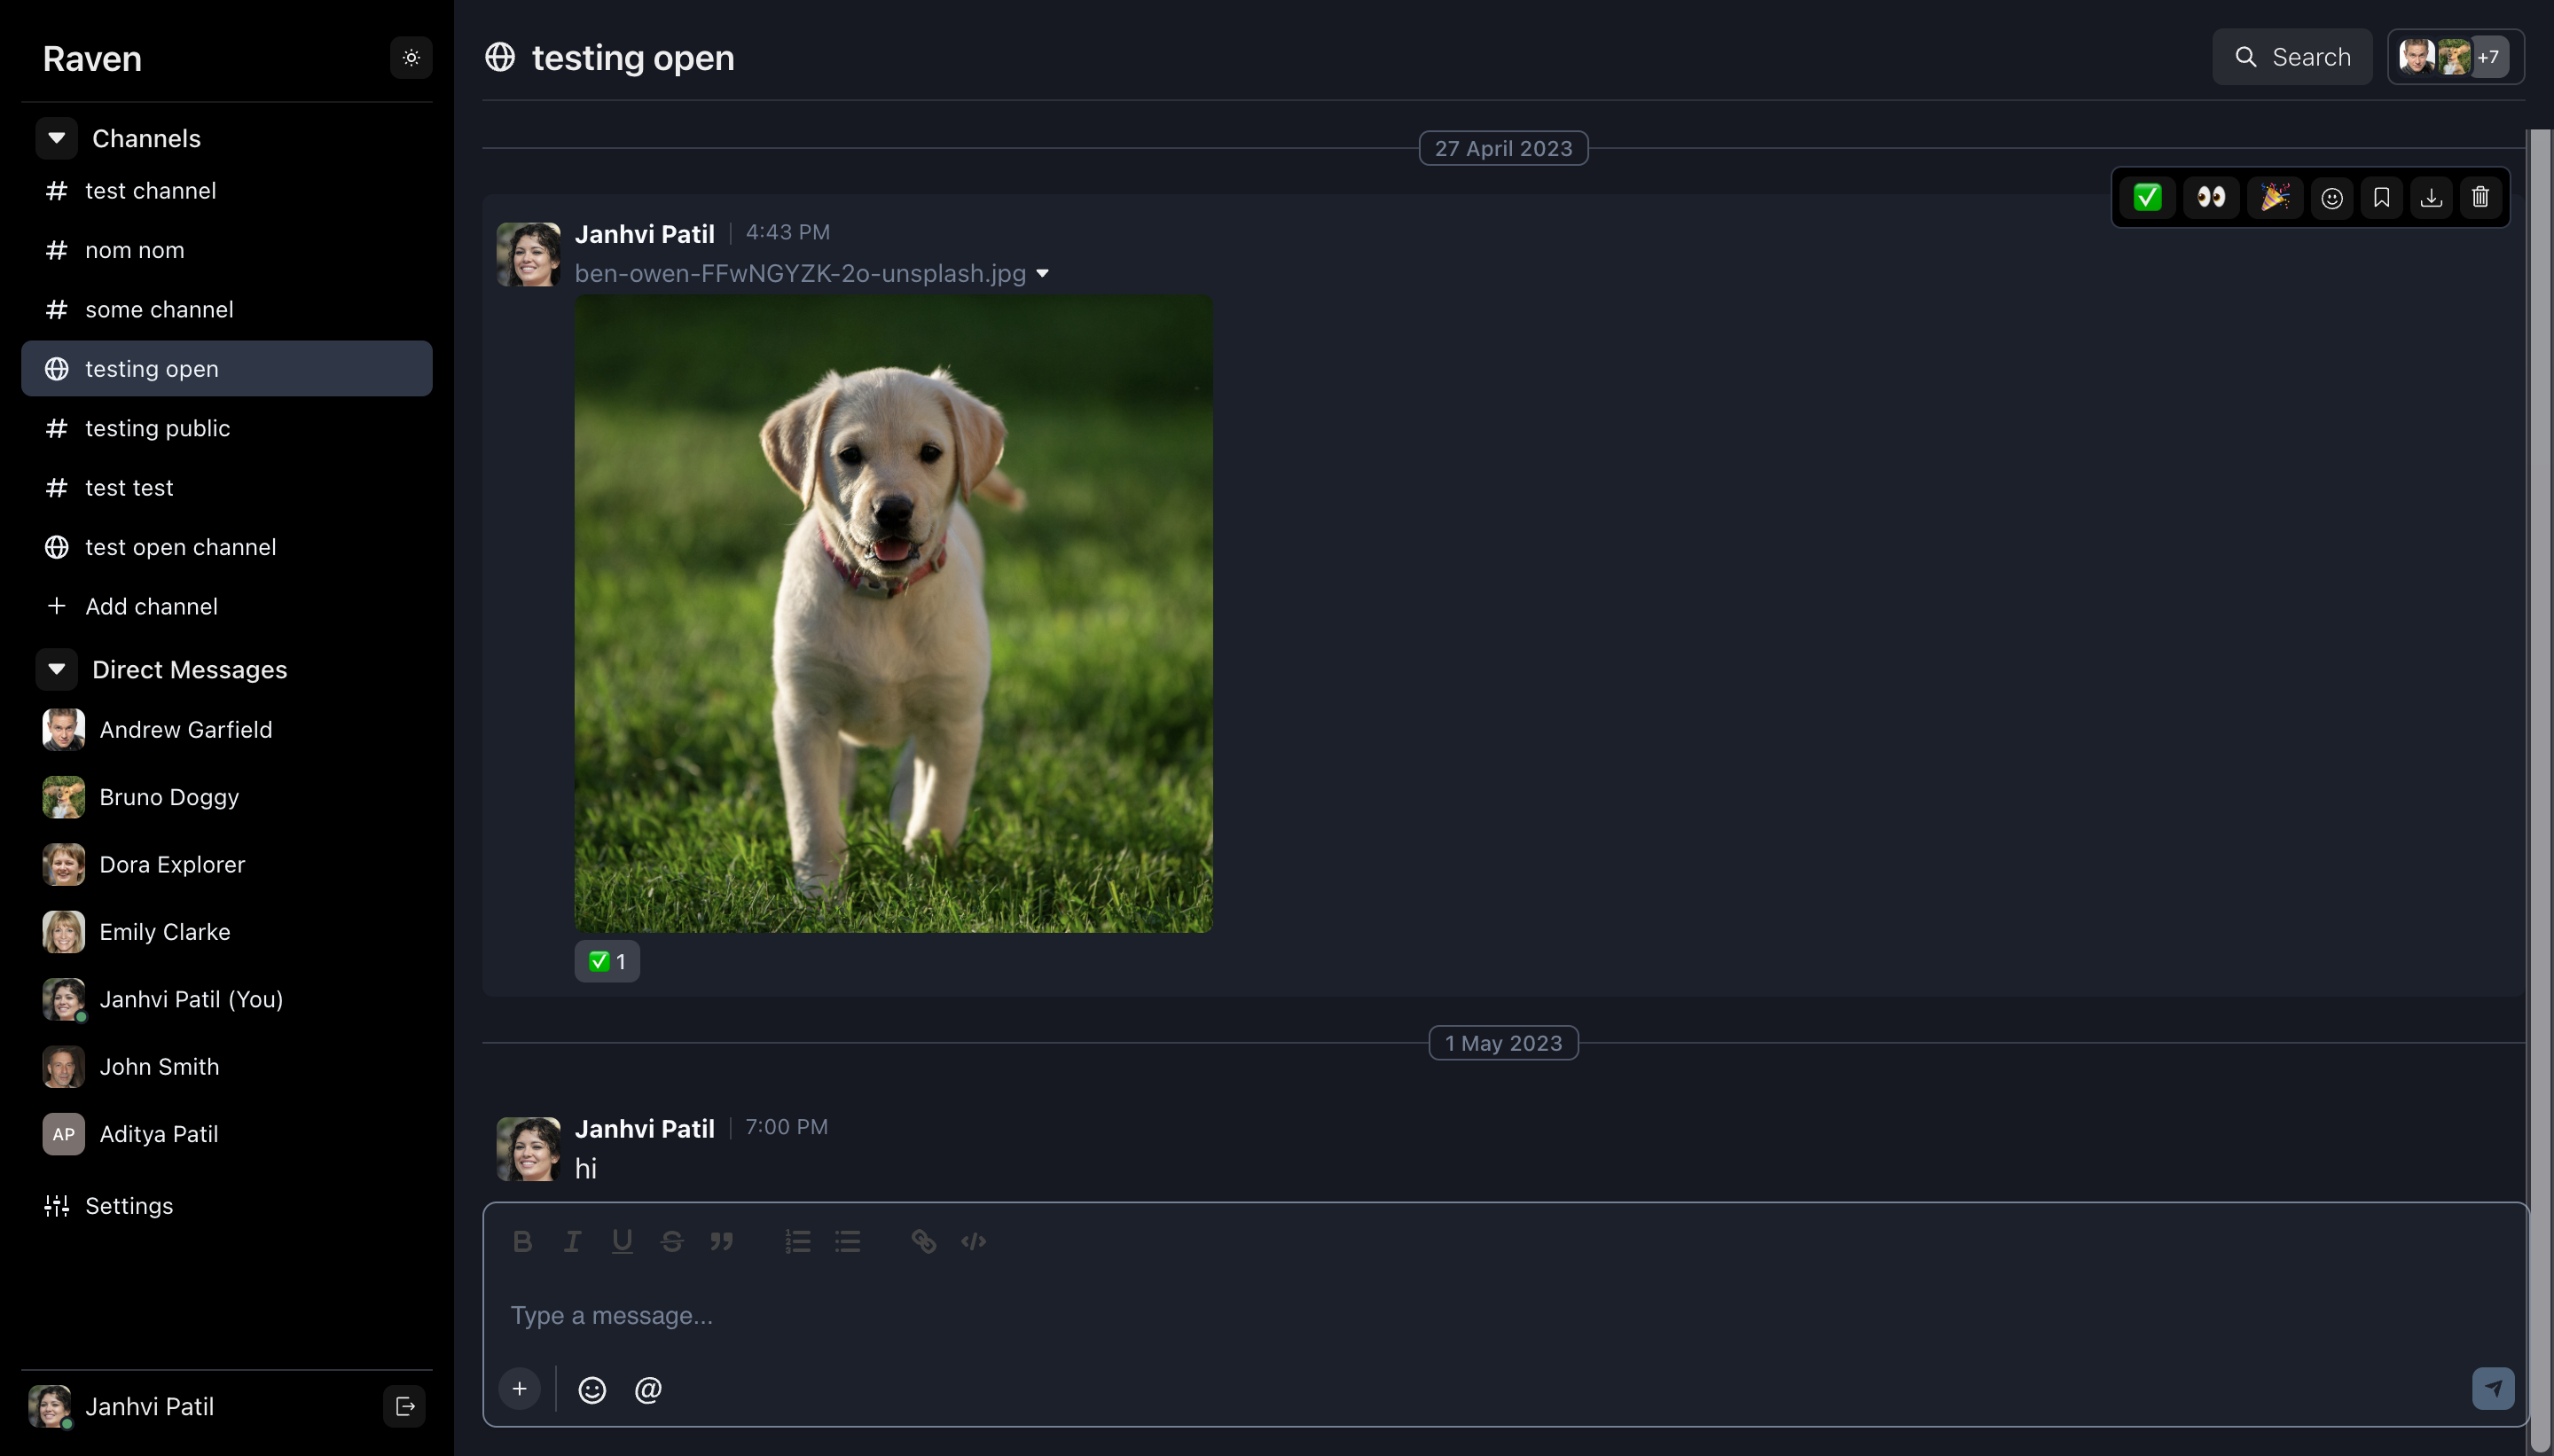 Raven
Channels
# test channel
# nom nom
# some channel
testing open
# testing public
# test test
test open channel
+ Add channel
Direct Messages
Andrew Garfield
Bruno Doggy
Dora Explorer
Emily Clarke
Janhvi Patil (You)
John Smith
AP Aditya Patil
Settings
Janhvi Patil
testing open
Search
+7
27 April 2023
Janhvi Patil | 4:43 PM
ben-owen-FFwNGYZK-2o-unsplash.jpg
✅ 1
1 May 2023
Janhvi Patil | 7:00 PM
hi
B I U S
Type a message...
+ @